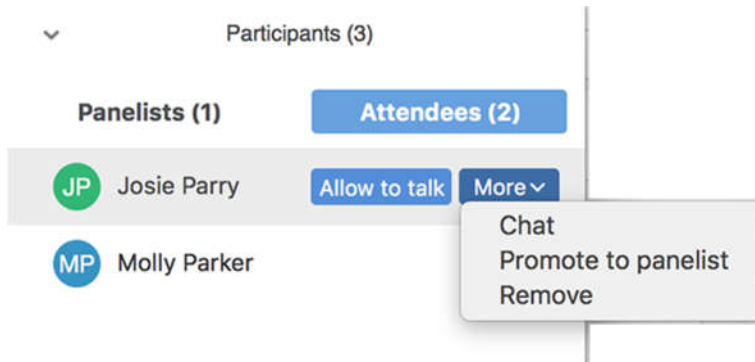 Participants (3)
Panelists (1) Attendees (2)
JP Josie Parry Allow to talk More
Chat
MP Molly Parker Promote to panelist
Remove